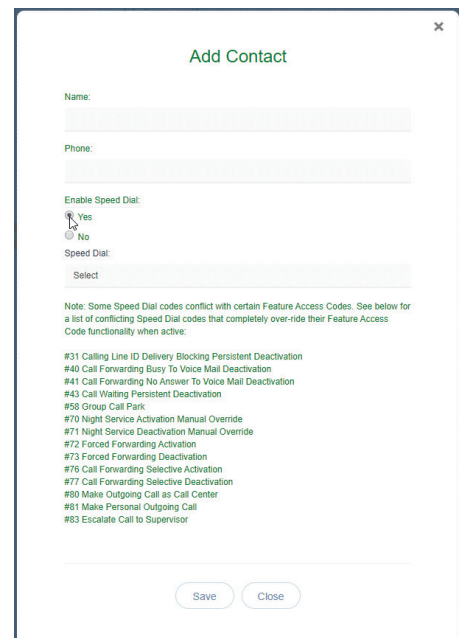 ×
Add Contact
Name:
Phone:
Enable Speed Dial:
Yes
No
Speed Dial:
Select
Note: Some Speed Dial codes conflict with certain Feature Access Codes. See below for
a list of conflicting Speed Dial codes that completely over-ride their Feature Access
Code functionality when active:
#31 Calling Line ID Delivery Blocking Persistent Deactivation
#40 Call Forwarding Busy To Voice Mail Deactivation
#41 Call Forwarding No Answer To Voice Mail Deactivation
#43 Call Waiting Persistent Deactivation
#58 Group Call Park
#70 Night Service Activation Manual Override
#71 Night Service Deactivation Manual Override
#72 Forced Forwarding Activation
#73 Forced Forwarding Deactivation
#76 Call Forwarding Selective Activation
#77 Call Forwarding Selective Deactivation
#80 Make Outgoing Call as Call Center
#81 Make Personal Outgoing Call
#83 Escalate Call to Supervisor
Save Close